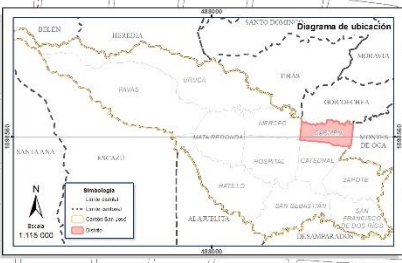 488000
Diagrama de ubicación
BELÉN
HEREDIA
SANTO DOMINGO
MORAVIA
TIBÁS
URUCA
PAVAS
GOICOECHEA
MERCED
CARMEN
MATA REDONDA
MONTES
DE OCA
SANTA ANA
ESCAZÚ
HOSPITAL
CATEDRAL
ZAPOTE
HATILLO
SAN SEBASTIÁN
SAN
FRANCISCO
DE DOS RÍOS
ALAJUELITA
DESAMPARADOS
N
Escala
1:115 000
Simbología
Límite distrital
Límite cantonal
Cantón San José
Distrito
488000